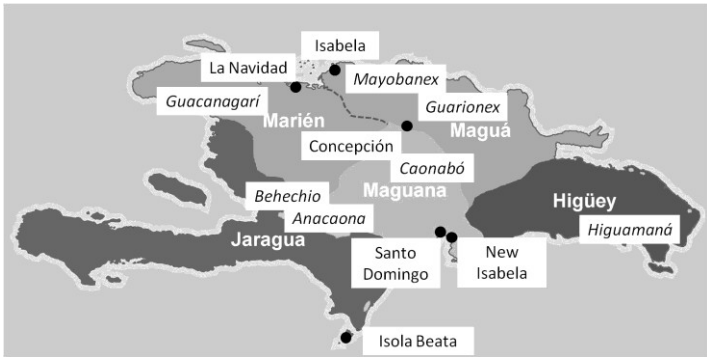 Isabela
La Navidad
Mayobanex
Guacanagarí
Guarionex
Marién
Maguá
Concepción
Caonabó
Behechio
Maguana
Higüey
Anacaona
Jaragua
Higuamaná
Santo
Domingo
New
Isabela
Isola Beata